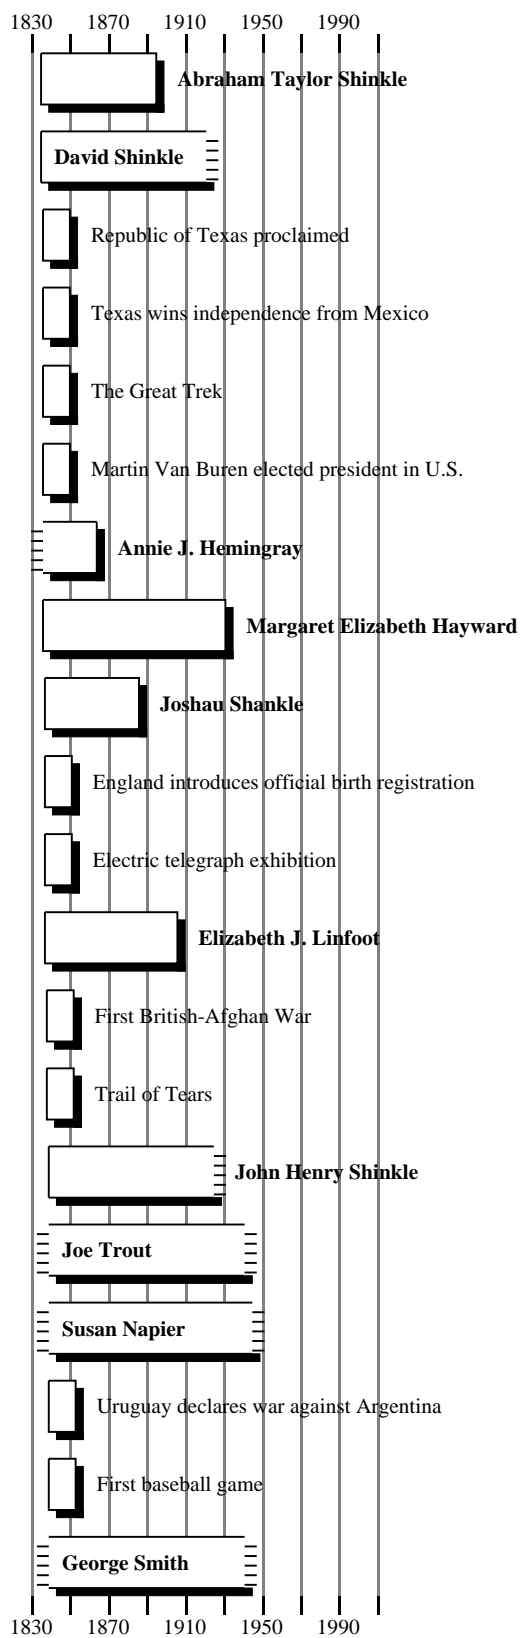 1830 1870 1910 1950 1990
Abraham Taylor Shinkle
David Shinkle
Republic of Texas proclaimed
Texas wins independence from Mexico
The Great Trek
Martin Van Buren elected president in U.S.
Annie J. Hemingray
Margaret Elizabeth Hayward
Joshau Shankle
England introduces official birth registration
Electric telegraph exhibition
Elizabeth J. Linfoot
First British-Afghan War
Trail of Tears
John Henry Shinkle
Joe Trout
Susan Napier
Uruguay declares war against Argentina
First baseball game
George Smith
1830 1870 1910 1950 1990